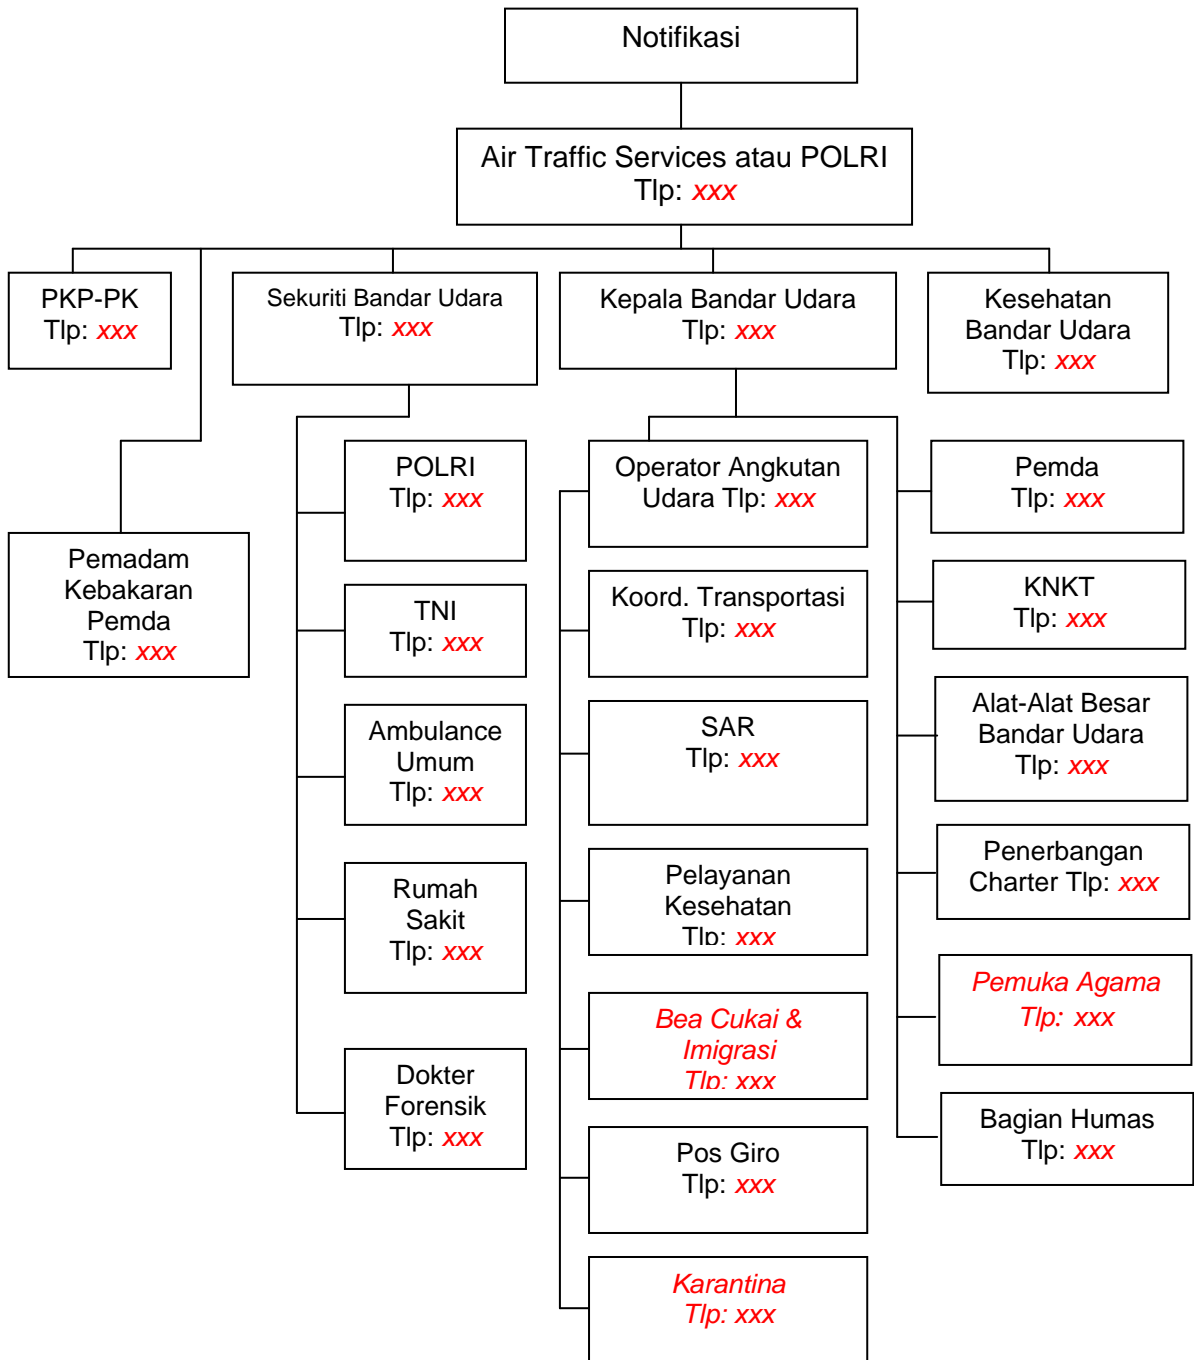 Notifikasi
Air Traffic Services atau POLRI
Tlp: xxx
PKP-PK
Tlp: xxx
Sekuriti Bandar Udara
Tlp: xxx
Kepala Bandar Udara
Tlp: xxx
Kesehatan
Bandar Udara
Tlp: xxx
Pemadam
Kebakaran
Pemda
Tlp: xxx
POLRI
Tlp: xxx
TNI
Tlp: xxx
Ambulance
Umum
Tlp: xxx
Rumah
Sakit
Tlp: xxx
Dokter
Forensik
Tlp: xxx
Operator Angkutan
Udara Tlp: xxx
Koord. Transportasi
Tlp: xxx
SAR
Tlp: xxx
Pelayanan
Kesehatan
Tlp: xxx
Bea Cukai &
Imigrasi
Tlp: xxx
Pos Giro
Tlp: xxx
Karantina
Tlp: xxx
Pemda
Tlp: xxx
KNKT
Tlp: xxx
Alat-Alat Besar
Bandar Udara
Tlp: xxx
Penerbangan
Charter Tlp: xxx
Pemuka Agama
Tlp: xxx
Bagian Humas
Tlp: xxx